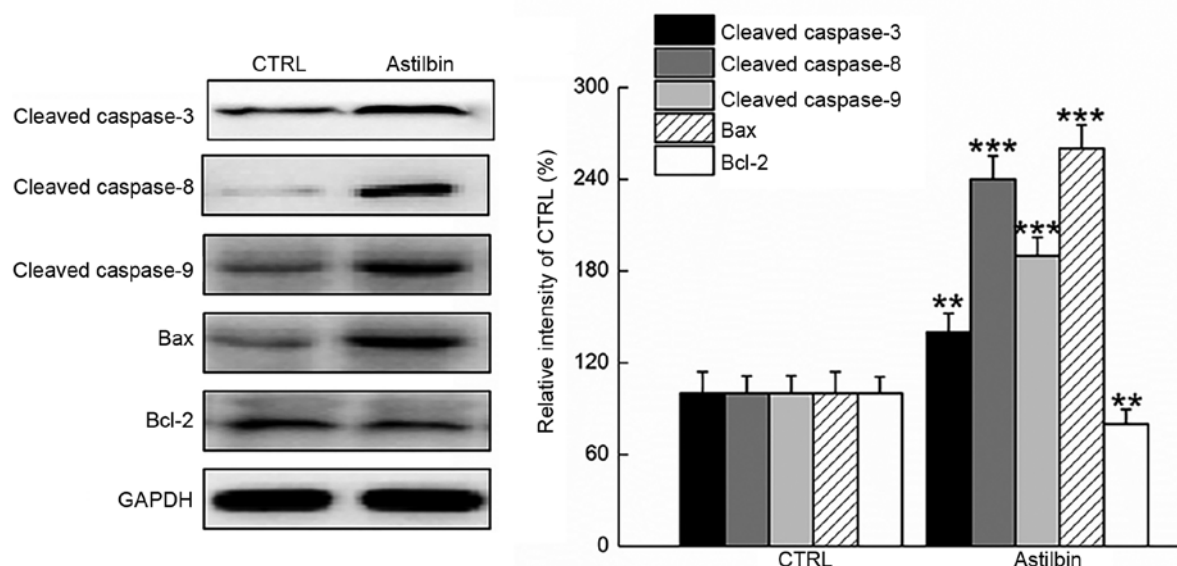 CTRL Astilbin
Cleaved caspase-3
Cleaved caspase-8
Cleaved caspase-9
Bax
Bcl-2
GAPDH
Cleaved caspase-3
Cleaved caspase-8
Cleaved caspase-9
Bax
Bcl-2
Relative intensity of CTRL (%)
300
240
180
120
60
0
**
***
***
***
**
CTRL Astilbin